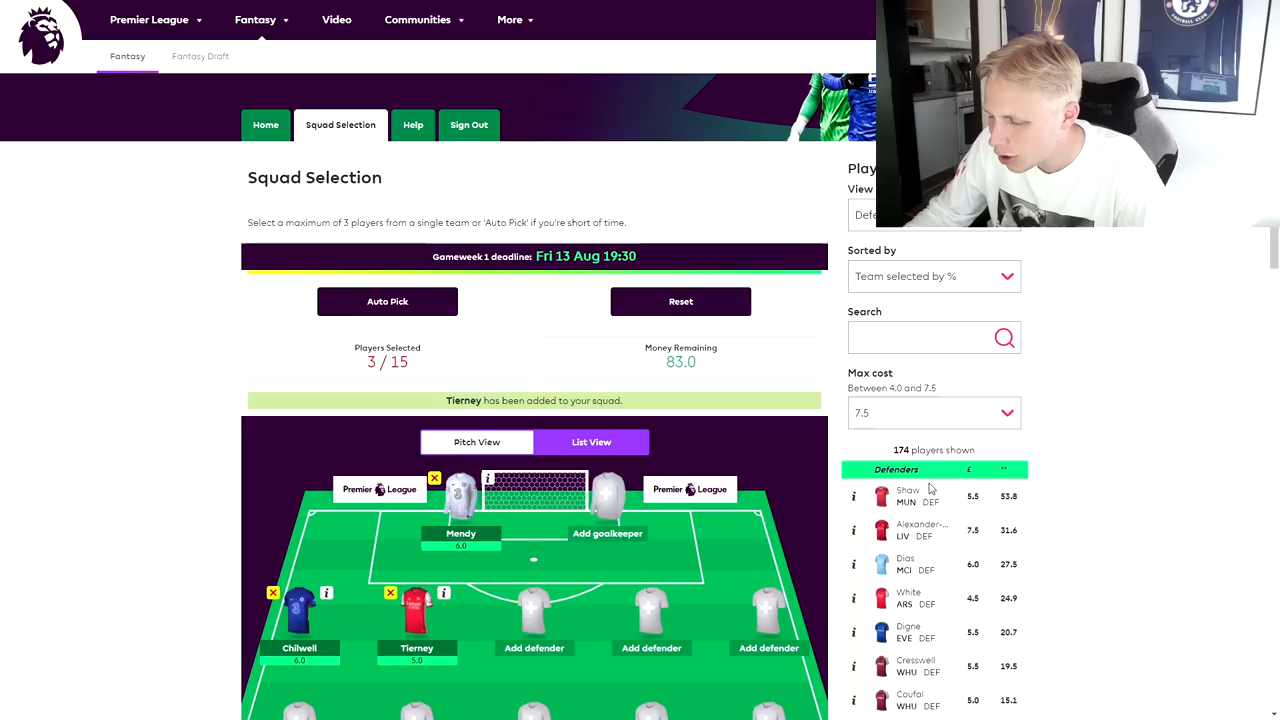 Premier League
Fantasy
Video
Communities
More
Fantasy
Fantasy Draft
Home
Squad Selection
Help
Sign Out
Squad Selection
Select a maximum of 3 players from a single team or 'Auto Pick' if you're short of time.
Gameweek 1 deadline: Fri 13 Aug 19:30
Auto Pick
Reset
Players Selected
3 / 15
Money Remaining
83.0
Tierney has been added to your squad.
Pitch View
List View
Premier League
Premier League
Mendy
6.0
Add goalkeeper
Chilwell
6.0
Tierney
5.0
Add defender
Add defender
Add defender
View
Sorted by
Team selected by %
Search
Max cost
Between 4.0 and 7.5
7.5
174 players shown
Defenders £ **
Shaw
MUN DEF 5.5 53.8
Alexander-...
LIV DEF 7.5 31.6
Dias
MCI DEF 6.0 27.5
White
ARS DEF 4.5 24.9
Digne
EVE DEF 5.5 20.7
Cresswell
WHU DEF 5.5 19.5
Coufal
WHU DEF 5.0 15.1